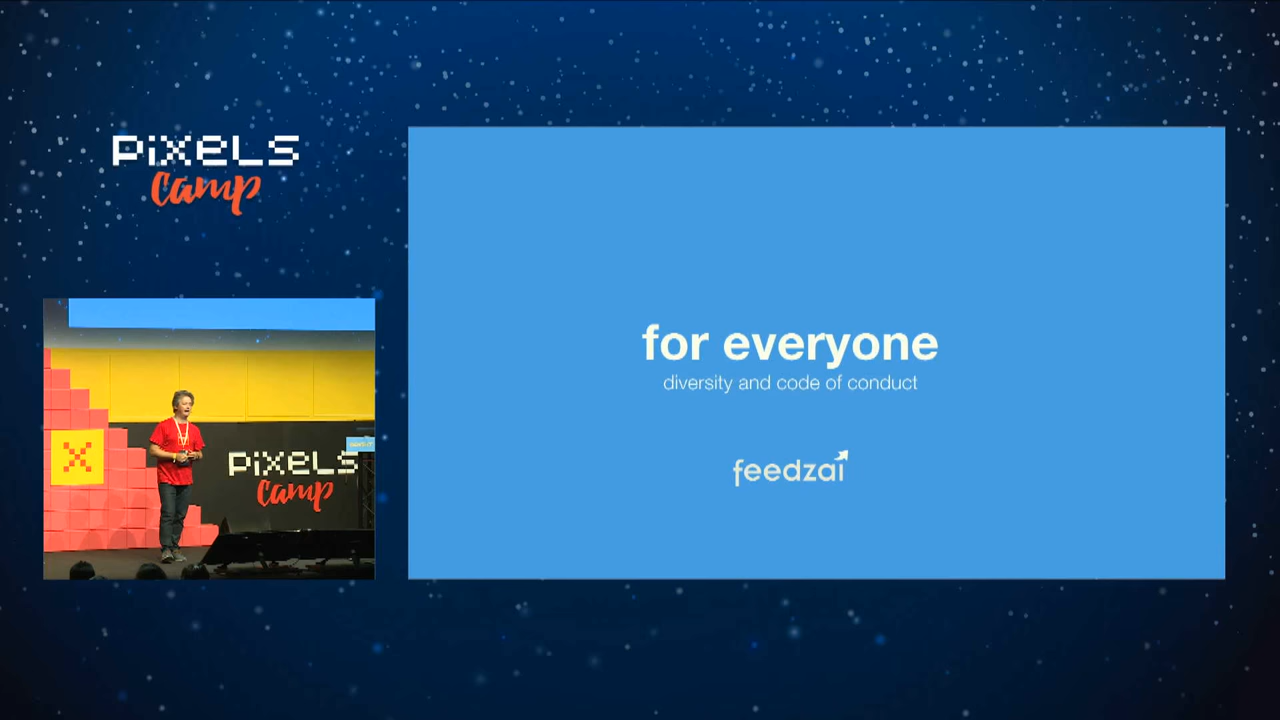 pixels
camp
for everyone
diversity and code of conduct
feedzai
pixels
camp